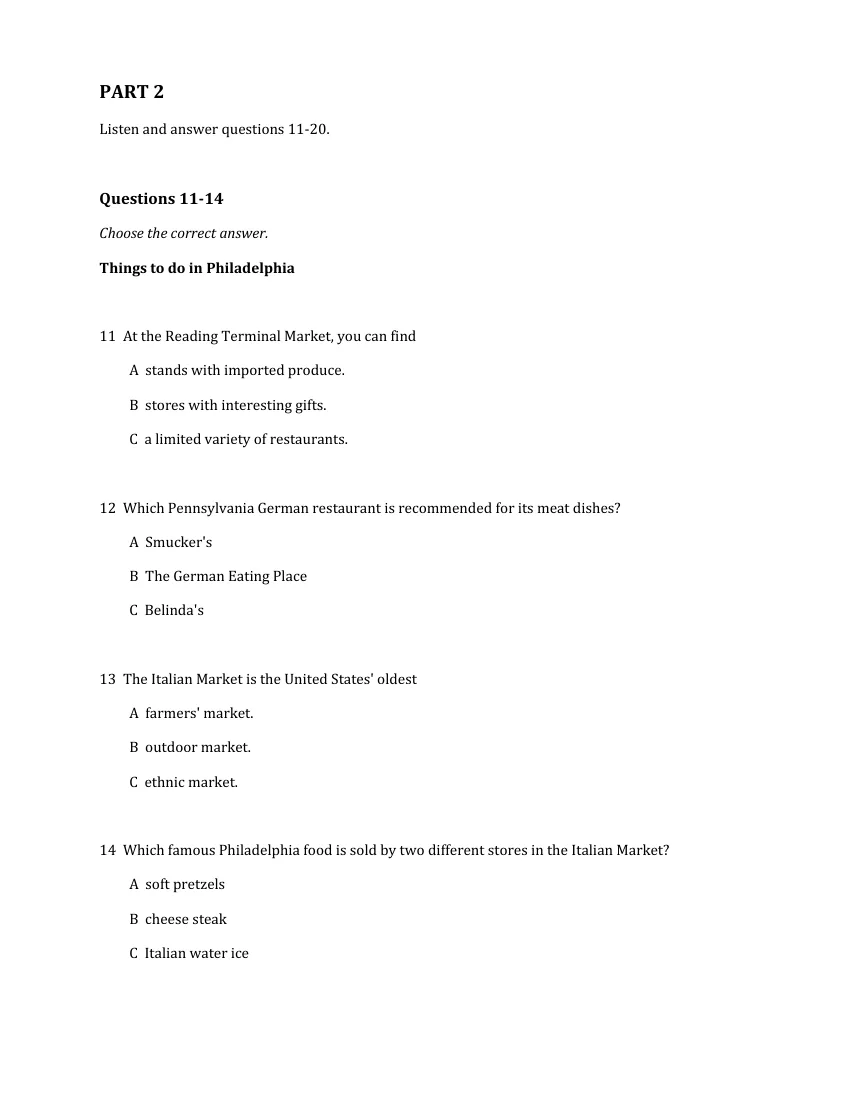 PART 2
Listen and answer questions 11-20.
Questions 11-14
Choose the correct answer.
Things to do in Philadelphia
11 At the Reading Terminal Market, you can find
A stands with imported produce.
B stores with interesting gifts.
C a limited variety of restaurants.
12 Which Pennsylvania German restaurant is recommended for its meat dishes?
A Smucker's
B The German Eating Place
C Belinda's
13 The Italian Market is the United States' oldest
A farmers' market.
B outdoor market.
C ethnic market.
14 Which famous Philadelphia food is sold by two different stores in the Italian Market?
A soft pretzels
B cheese steak
C Italian water ice